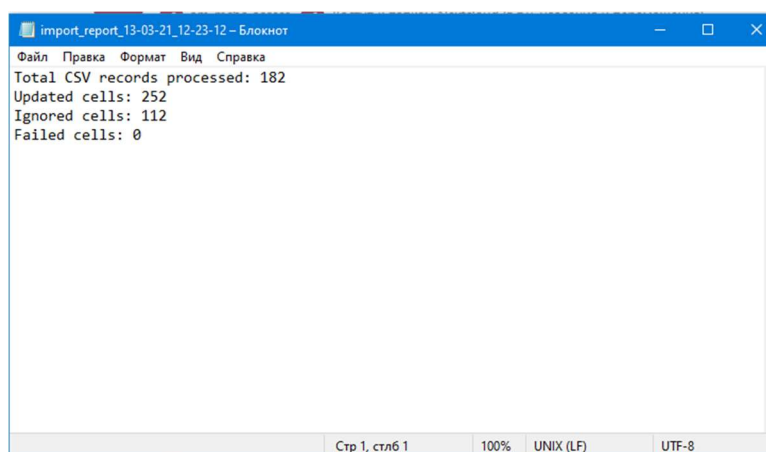 import_report_13-03-21_12-23-12 – Блокнот
Файл Правка Формат Вид Справка
Total CSV records processed: 182
Updated cells: 252
Ignored cells: 112
Failed cells: 0
Стр 1, стлб 1 100% UNIX (LF) UTF-8